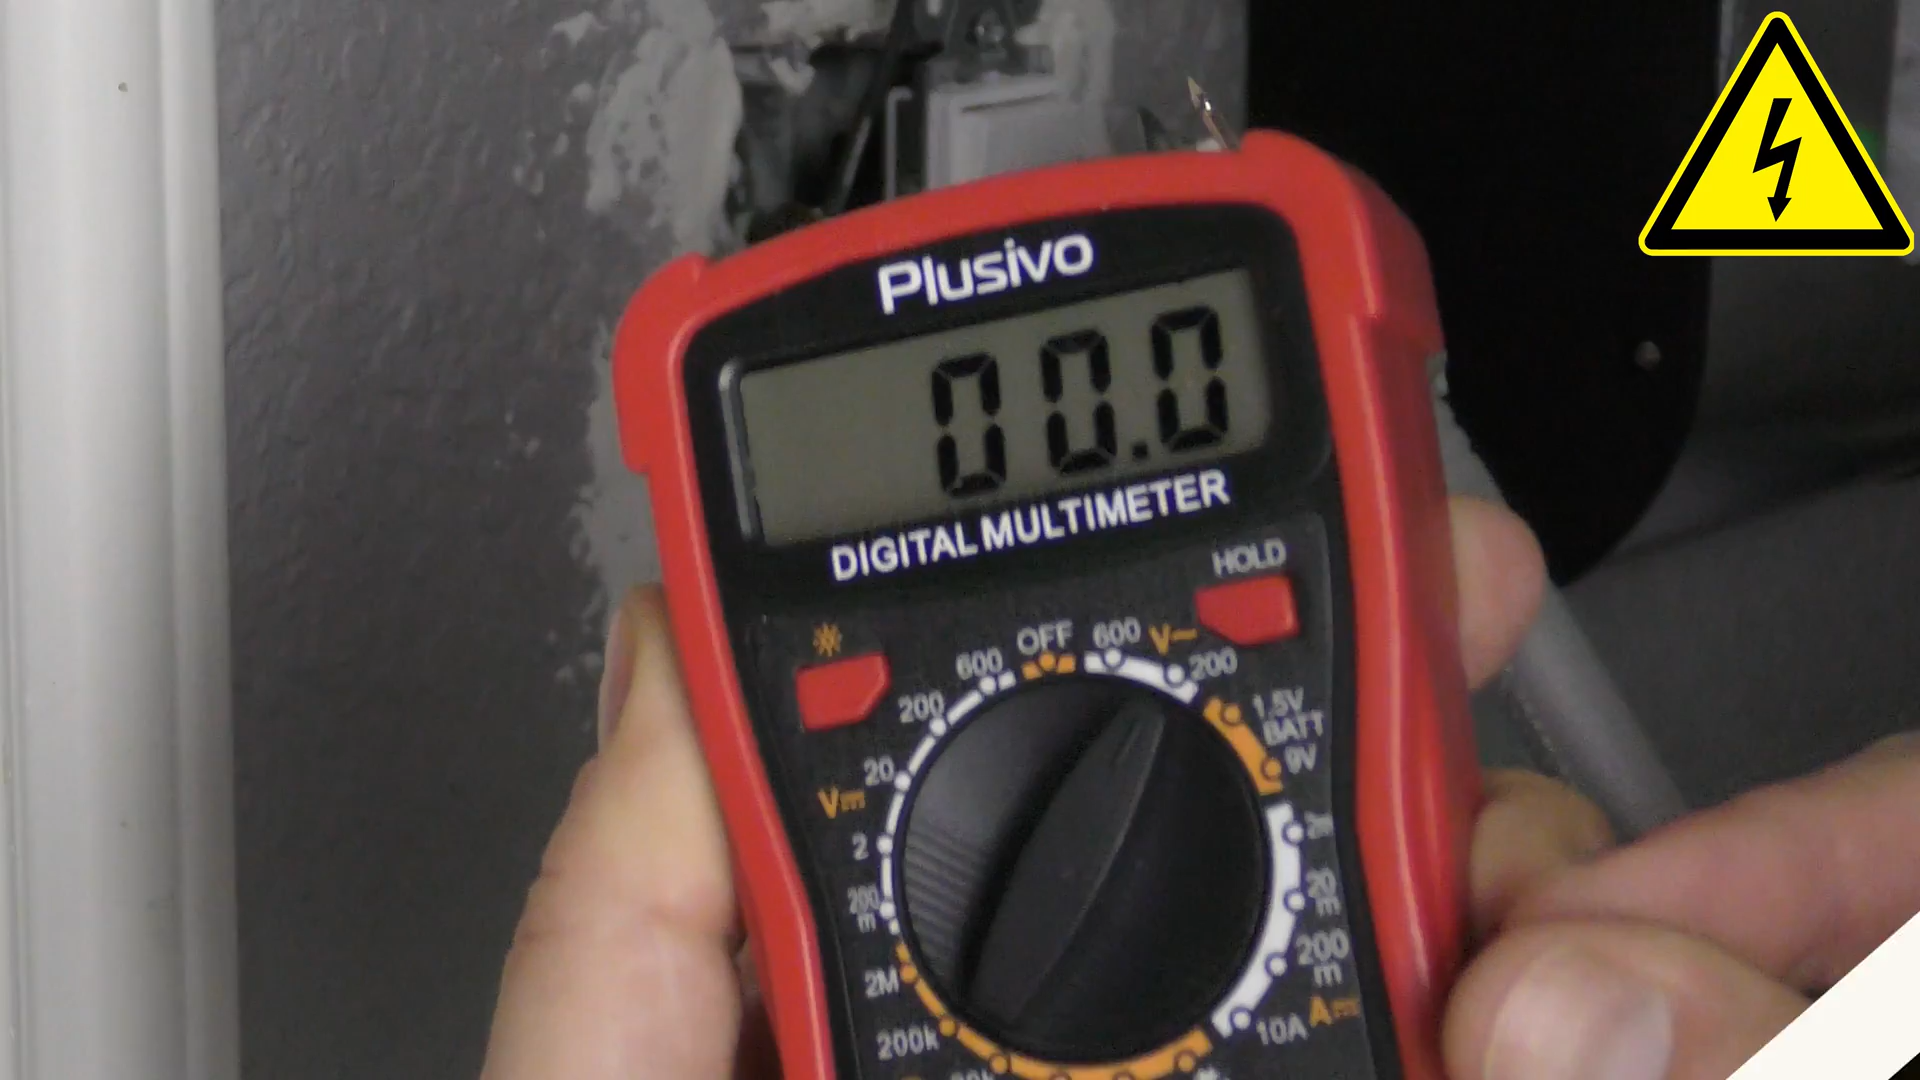 Plusivo
00.0
DIGITAL MULTIMETER
HOLD
OFF
600
V~
600
200
200
1.5V
BATT
9V
20
V⎓
2
2m
200
m
20
m
2M
200
m
200k
10A
A⎓